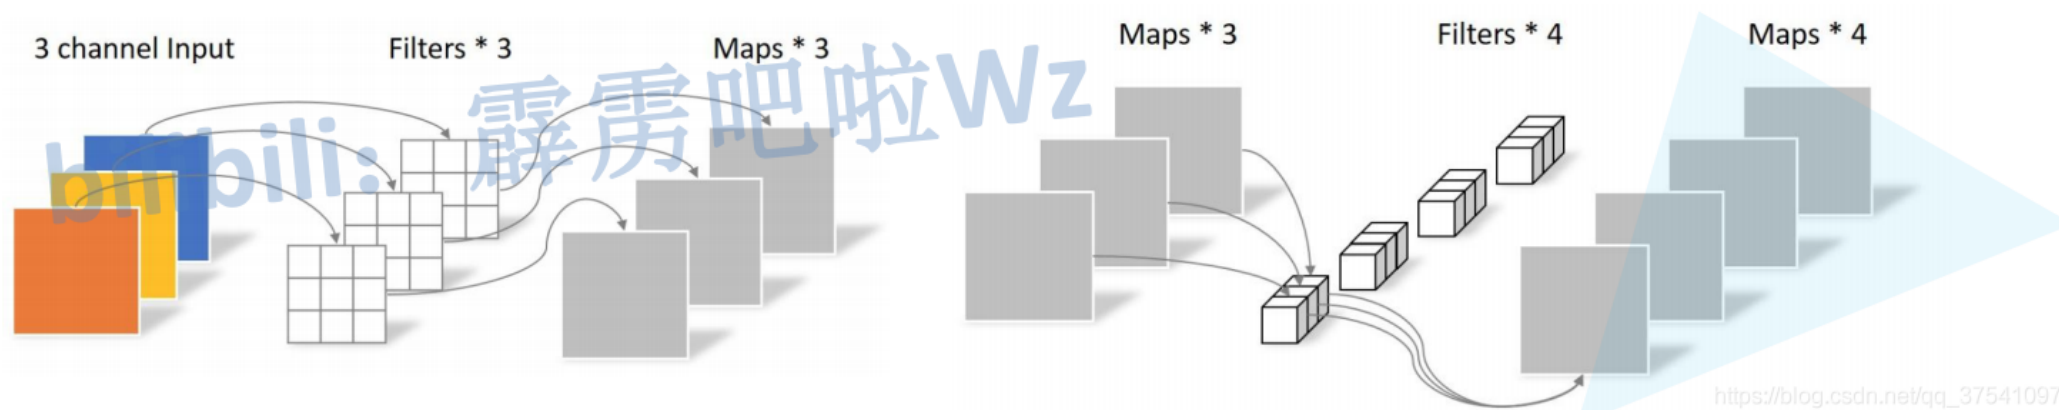 3 channel Input
Filters * 3
Maps * 3
Maps * 3
Filters * 4
Maps * 4
bilibili: 霹雳吧啦Wz
https://blog.csdn.net/qq_37541097